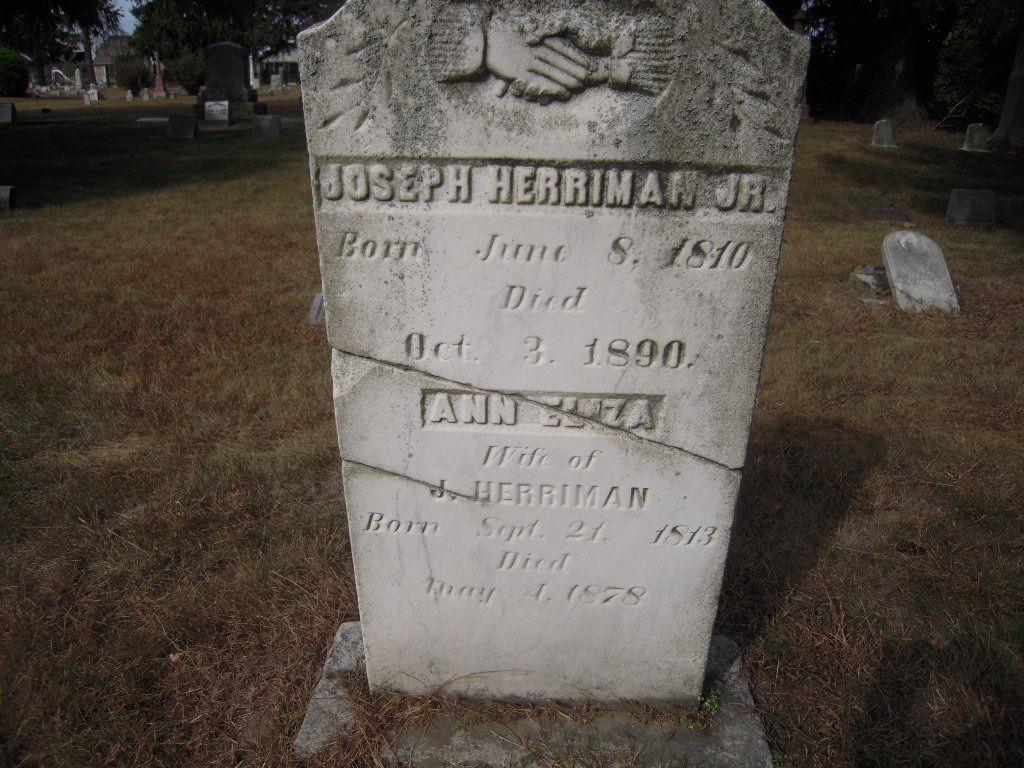 JOSEPH HERRIMAN JR.
Born June 8, 1810
Died
Oct. 3. 1890.
ANN ELIZA
Wife of
J. HERRIMAN
Born Sept. 21. 1813
Died
may 4. 1878